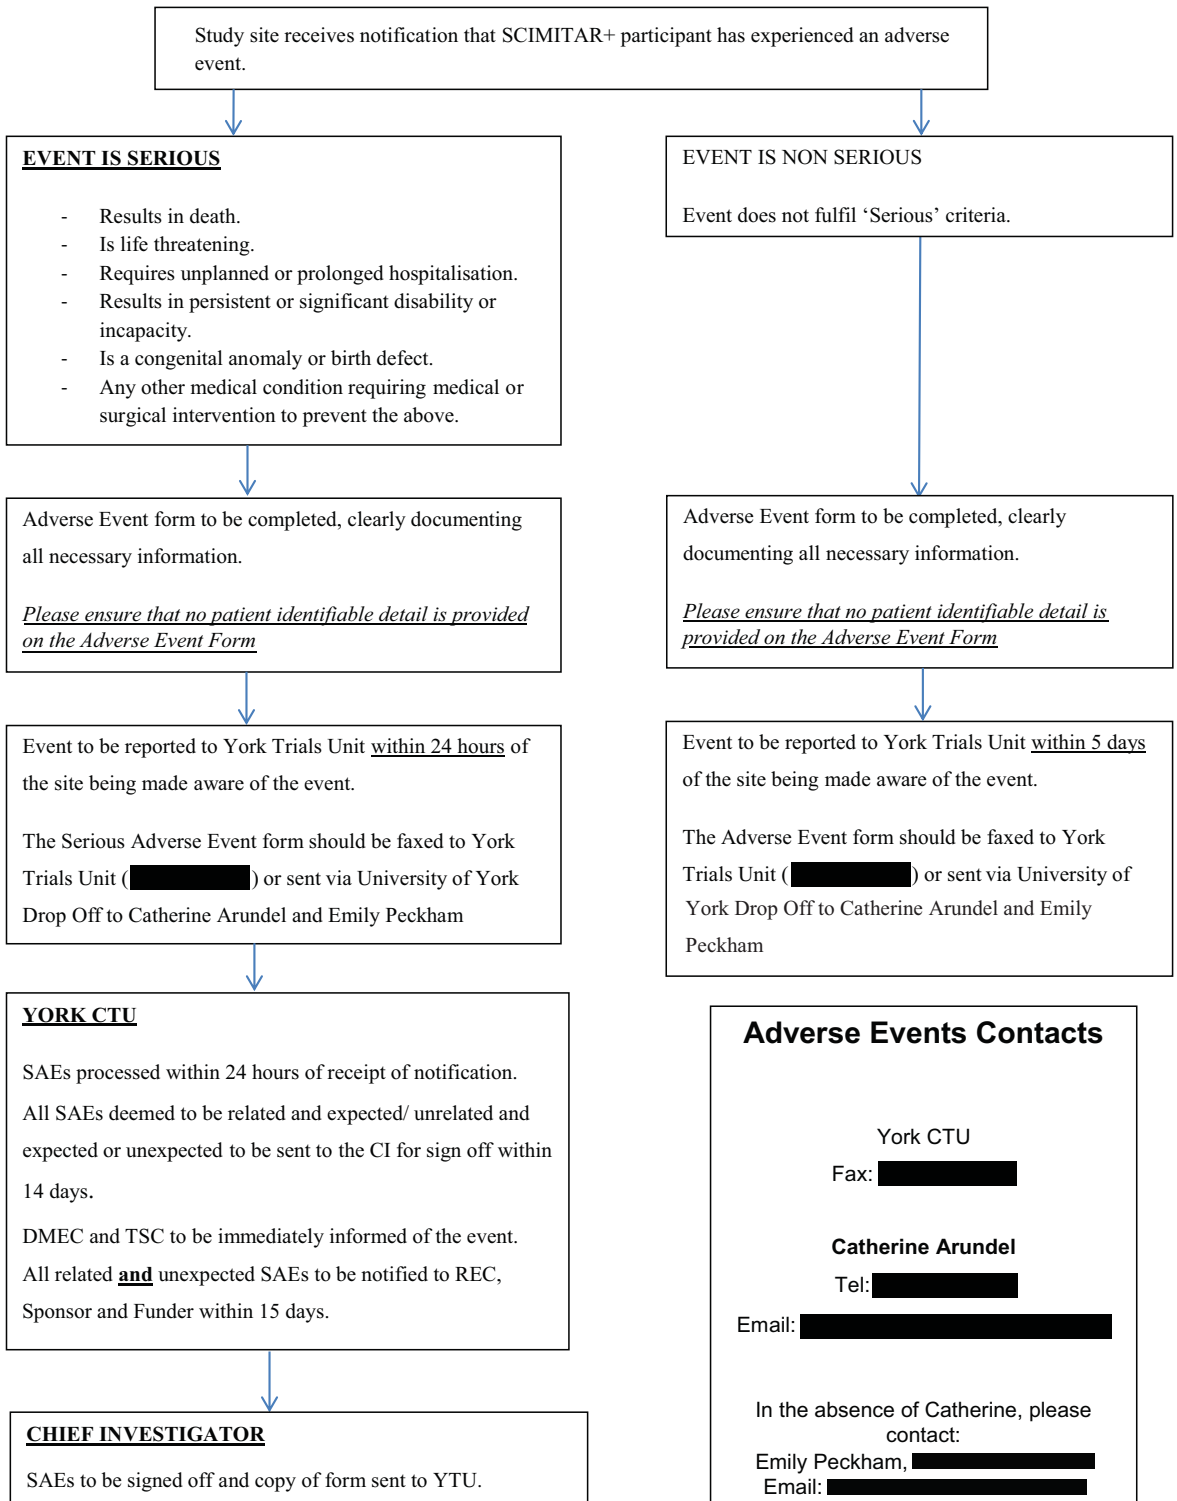 Study site receives notification that SCIMITAR+ participant has experienced an adverse
event.
EVENT IS SERIOUS
- Results in death.
- Is life threatening.
- Requires unplanned or prolonged hospitalisation.
- Results in persistent or significant disability or
incapacity.
- Is a congenital anomaly or birth defect.
- Any other medical condition requiring medical or
surgical intervention to prevent the above.
EVENT IS NON SERIOUS
Event does not fulfil ‘Serious’ criteria.
Adverse Event form to be completed, clearly documenting
all necessary information.
Please ensure that no patient identifiable detail is provided
on the Adverse Event Form
Adverse Event form to be completed, clearly
documenting all necessary information.
Please ensure that no patient identifiable detail is
provided on the Adverse Event Form
Event to be reported to York Trials Unit within 24 hours of
the site being made aware of the event.
The Serious Adverse Event form should be faxed to York
Trials Unit ( ) or sent via University of York
Drop Off to Catherine Arundel and Emily Peckham
Event to be reported to York Trials Unit within 5 days
of the site being made aware of the event.
The Adverse Event form should be faxed to York
Trials Unit ( ) or sent via University of
York Drop Off to Catherine Arundel and Emily
Peckham
YORK CTU
SAEs processed within 24 hours of receipt of notification.
All SAEs deemed to be related and expected/ unrelated and
expected or unexpected to be sent to the CI for sign off within
14 days.
DMEC and TSC to be immediately informed of the event.
All related and unexpected SAEs to be notified to REC,
Sponsor and Funder within 15 days.
CHIEF INVESTIGATOR
SAEs to be signed off and copy of form sent to YTU.
Adverse Events Contacts
York CTU
Fax:
Catherine Arundel
Tel:
Email:
In the absence of Catherine, please
contact:
Emily Peckham,
Email: